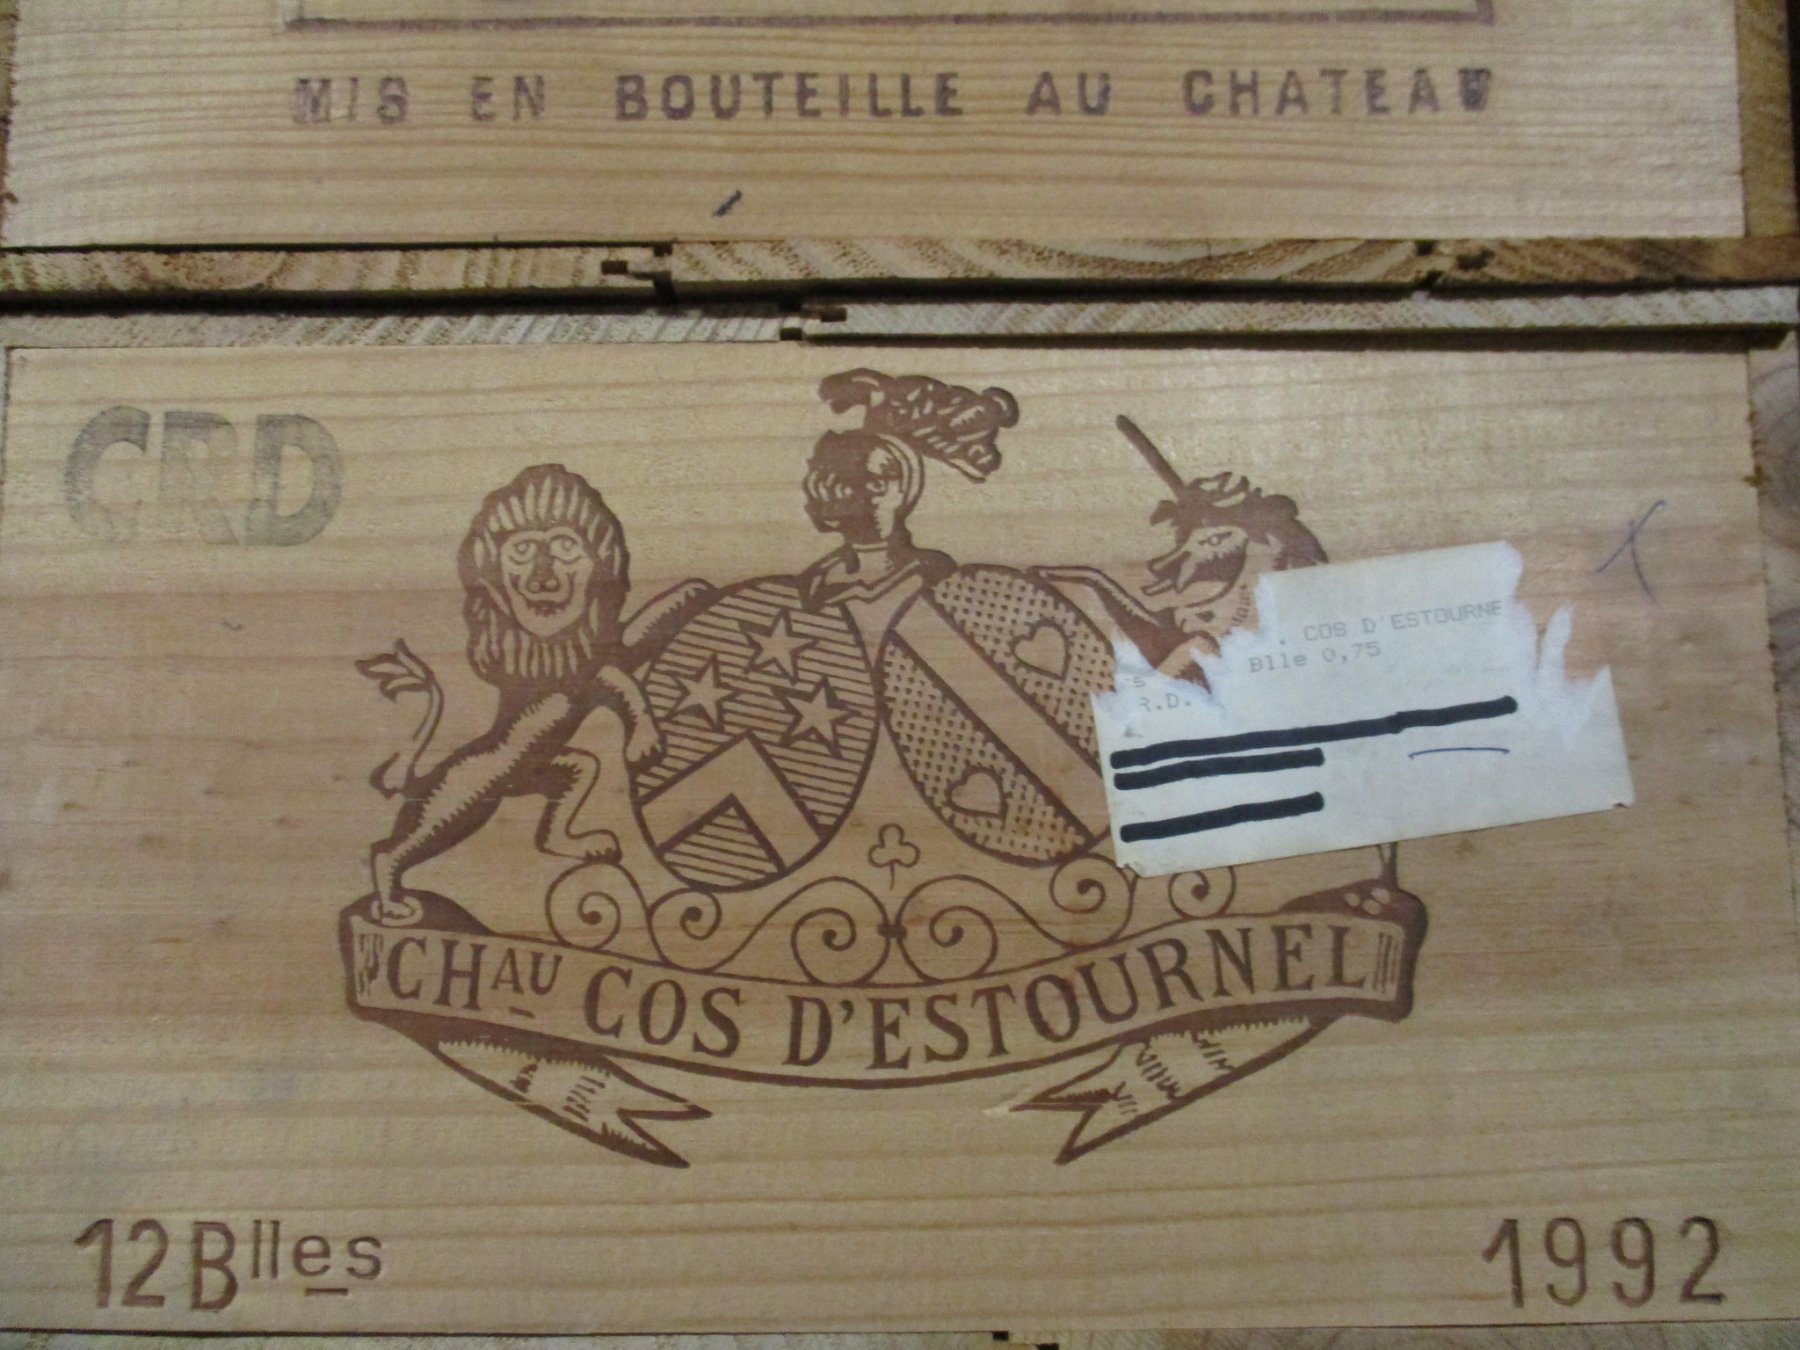 MIS EN BOUTEILLE AU CHATEAU
CRD
. COS D'ESTOURNE
Blle 0,75
s
R.D.
CHAU COS D'ESTOURNEL
12 Blles
1992